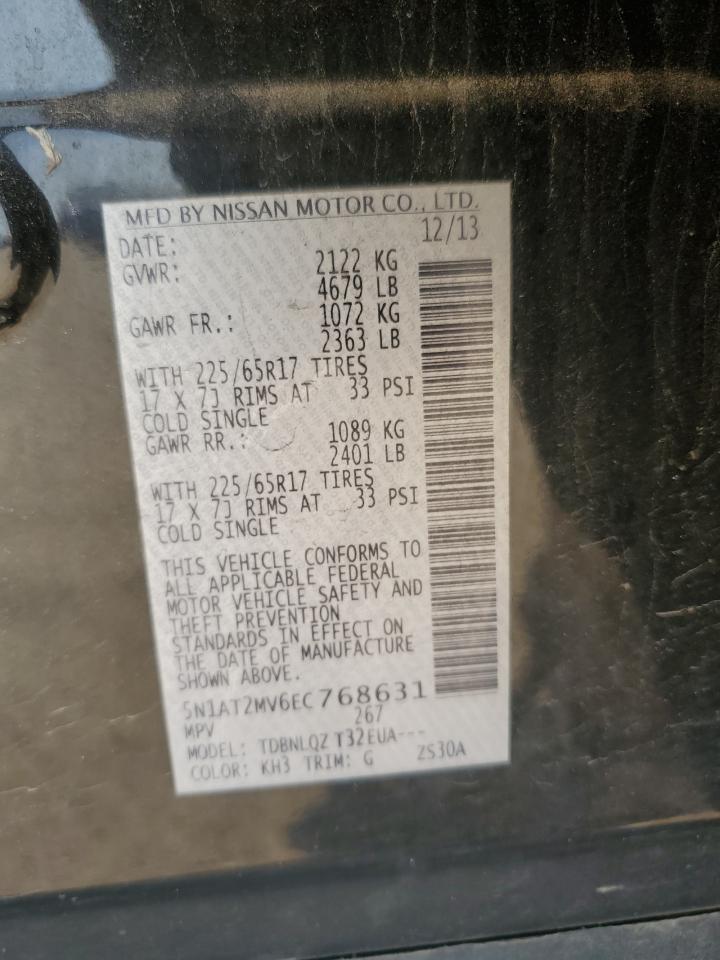 MFD BY NISSAN MOTOR CO., LTD.
DATE: 12/13
GVWR: 2122 KG
4679 LB
GAWR FR.: 1072 KG
2363 LB
WITH 225/65R17 TIRES
17 X 7J RIMS AT 33 PSI
COLD SINGLE
GAWR RR.: 1089 KG
2401 LB
WITH 225/65R17 TIRES
17 X 7J RIMS AT 33 PSI
COLD SINGLE
THIS VEHICLE CONFORMS TO
ALL APPLICABLE FEDERAL
MOTOR VEHICLE SAFETY AND
THEFT PREVENTION
STANDARDS IN EFFECT ON
THE DATE OF MANUFACTURE
SHOWN ABOVE.
5N1AT2MV6EC768631
MPV 267
MODEL: TDBNLQZ T32EUA---
COLOR: KH3 TRIM: G 2S30A